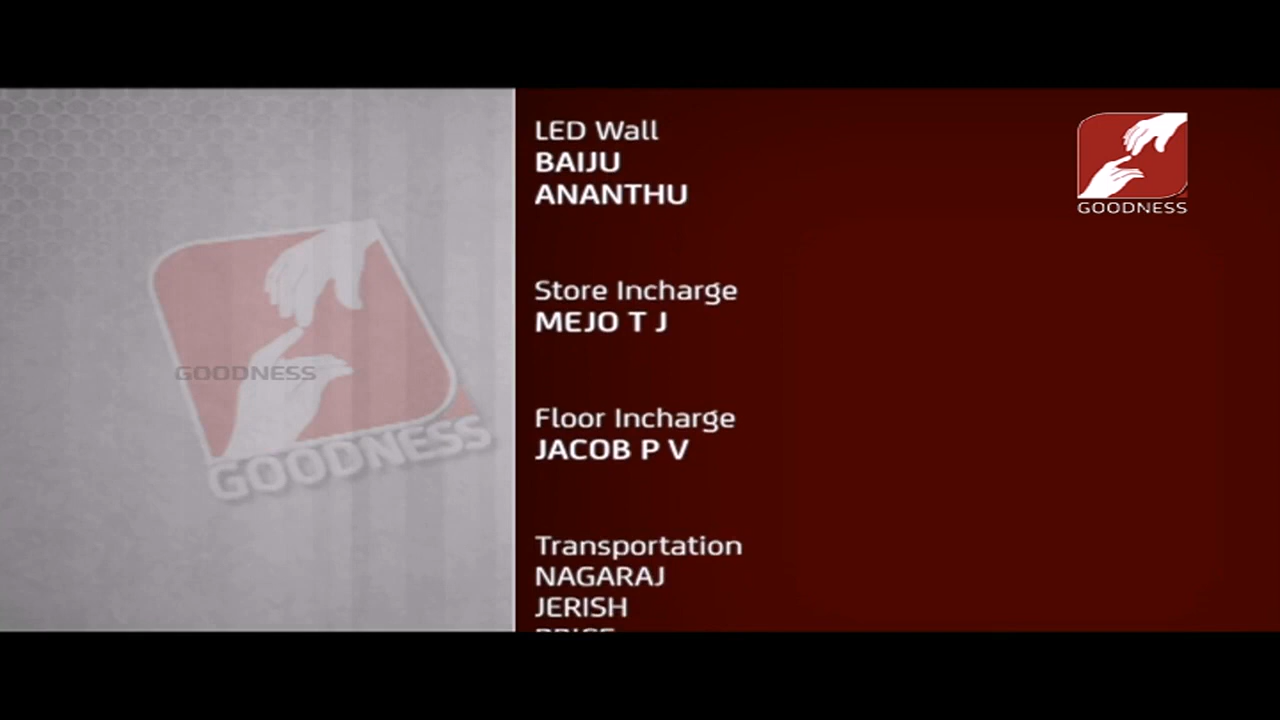 LED Wall
BAIJU
ANANTHU
GOODNESS
Store Incharge
MEJO T J
GOODNESS
Floor Incharge
JACOB P V
GOODNESS
Transportation
NAGARAJ
JERISH